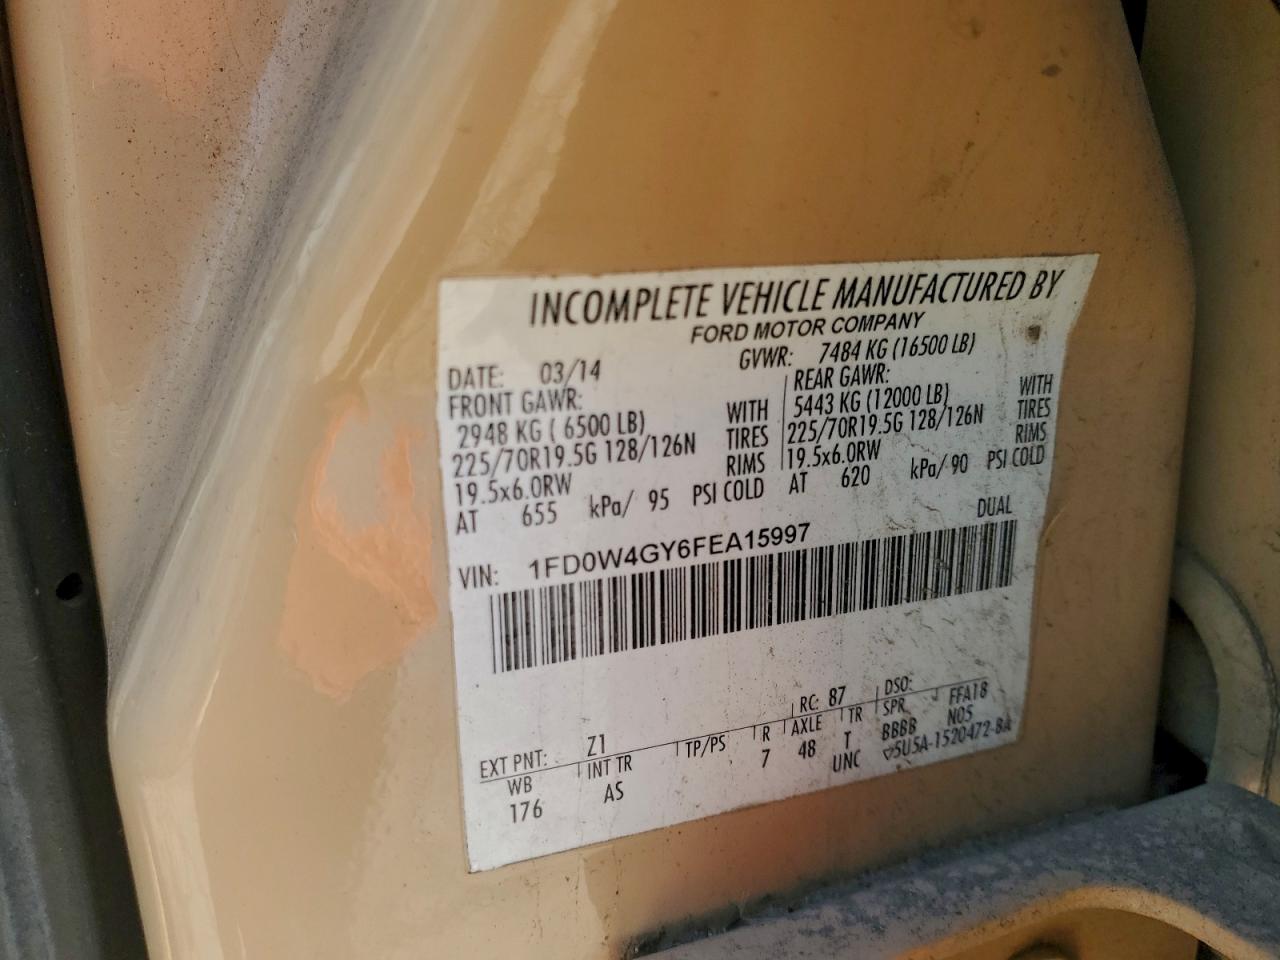 INCOMPLETE VEHICLE MANUFACTURED BY
FORD MOTOR COMPANY
DATE: 03/14 GVWR: 7484 KG (16500 LB)
FRONT GAWR: REAR GAWR:
2948 KG ( 6500 LB) WITH 5443 KG (12000 LB) WITH
225/70R19.5G 128/126N TIRES 225/70R19.5G 128/126N TIRES
19.5x6.0RW RIMS 19.5x6.0RW RIMS
AT 655 kPa/ 95 PSI COLD AT 620 kPa/ 90 PSI COLD
VIN: 1FD0W4GY6FEA15997 DUAL
EXT PNT: Z1 RC: 87 DSO:
WB INT TR TP/PS R AXLE TR SPR FFA18
176 AS 7 48 T BBBB N05
UNC 5U5A-1520472-BA